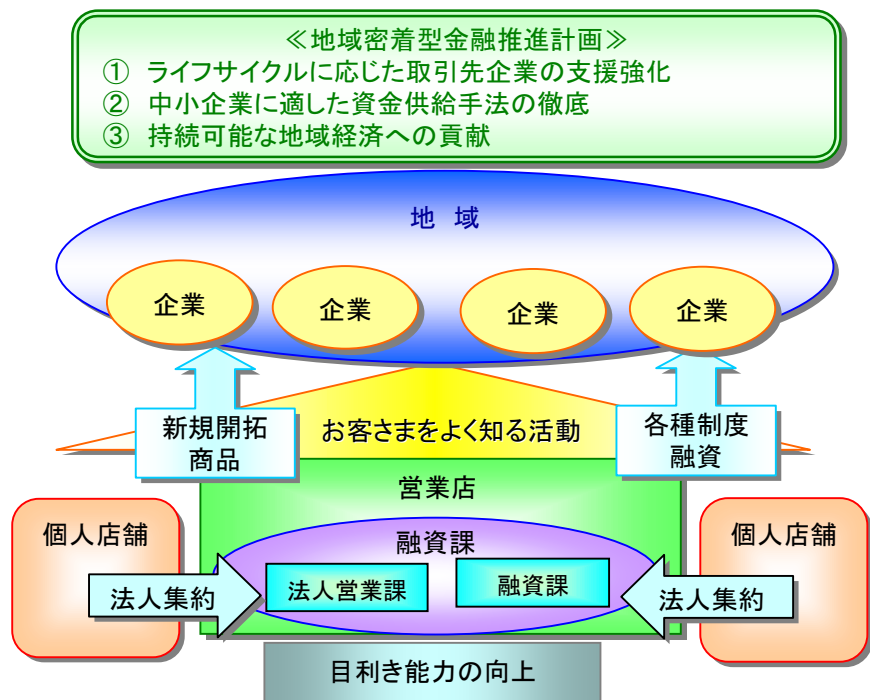 ≪地域密着型金融推進計画≫
① ライフサイクルに応じた取引先企業の支援強化
② 中小企業に適した資金供給手法の徹底
③ 持続可能な地域経済への貢献
地 域
企業
企業
企業
企業
新規開拓
商品
お客さまをよく知る活動
各種制度
融資
営業店
個人店舗
融資課
個人店舗
法人集約
法人営業課
融資課
法人集約
目利き能力の向上